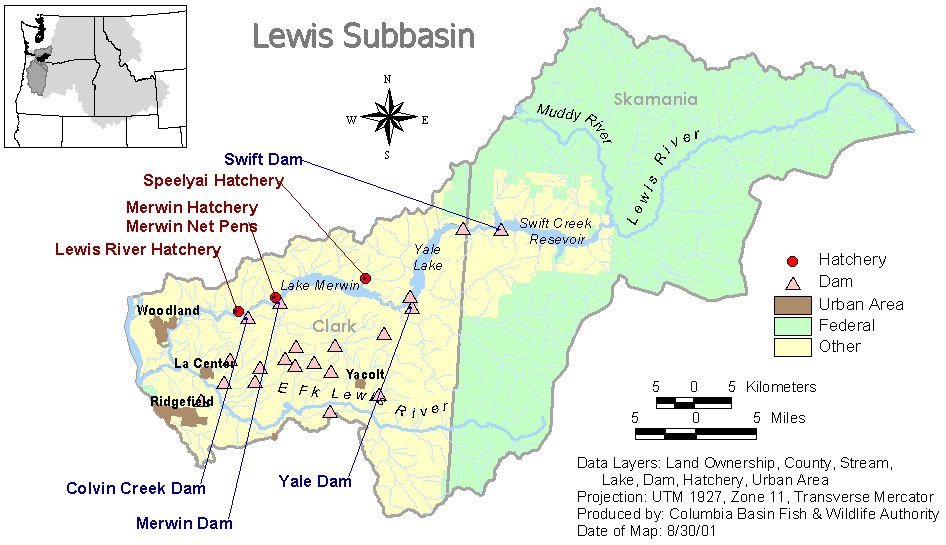 Lewis Subbasin
N
W E
S
Skamania
Muddy River
Lewis River
Swift Dam
Speelyai Hatchery
Merwin Hatchery
Merwin Net Pens
Lewis River Hatchery
Swift Creek
Resevoir
Yale
Lake
Lake Merwin
Woodland
Clark
La Center
Yacolt
Ridgefield
E Fk Lewis River
Colvin Creek Dam
Yale Dam
Merwin Dam
Hatchery
Dam
Urban Area
Federal
Other
5 0 5 Kilometers
5 0 5 Miles
Data Layers: Land Ownership, County, Stream,
Lake, Dam, Hatchery, Urban Area
Projection: UTM 1927, Zone 11, Transverse Mercator
Produced by: Columbia Basin Fish & Wildlife Authority
Date of Map: 8/30/01